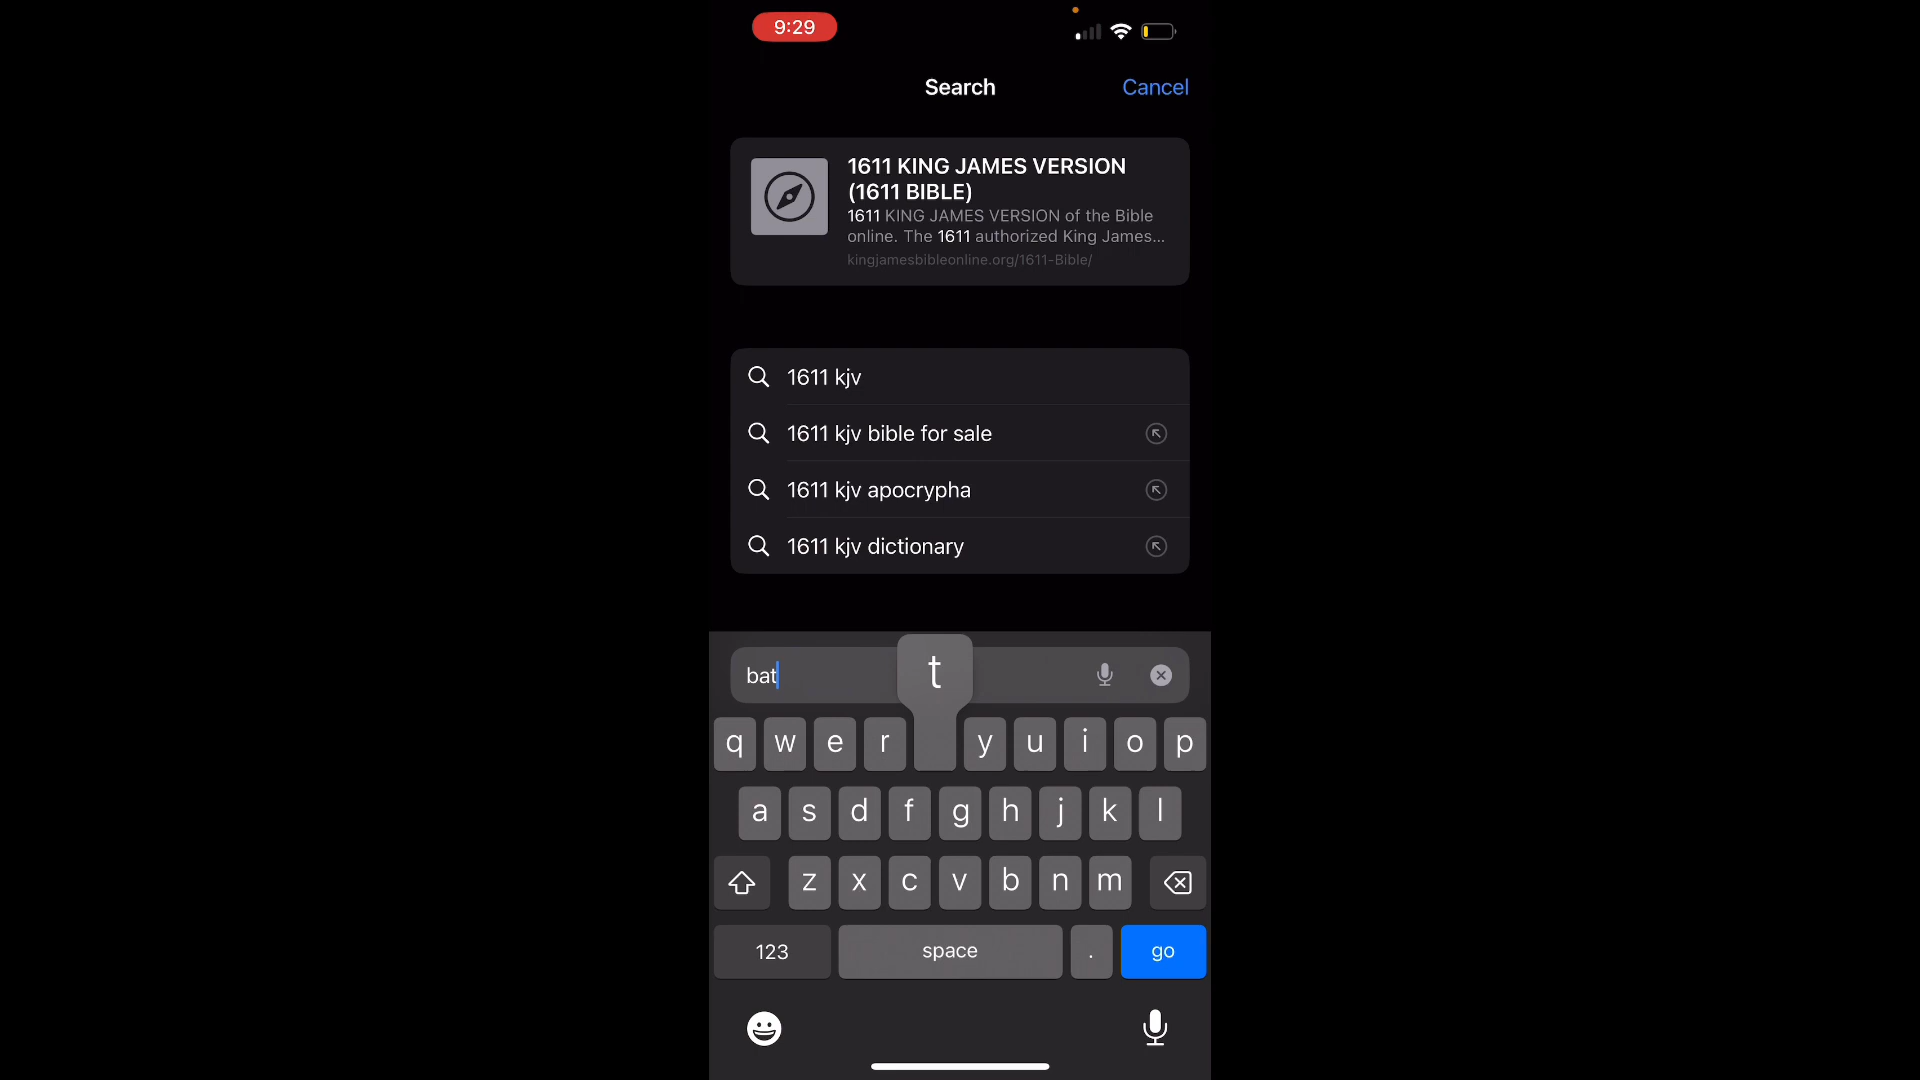 9:29
Search
Cancel
1611 KING JAMES VERSION
(1611 BIBLE)
1611 KING JAMES VERSION of the Bible
online. The 1611 authorized King James...
kingjamesbibleonline.org/1611-Bible/
1611 kjv
1611 kjv bible for sale
1611 kjv apocrypha
1611 kjv dictionary
bat
t
q w e r y u i o p
a s d f g h j k l
z x c v b n m
123 space . go